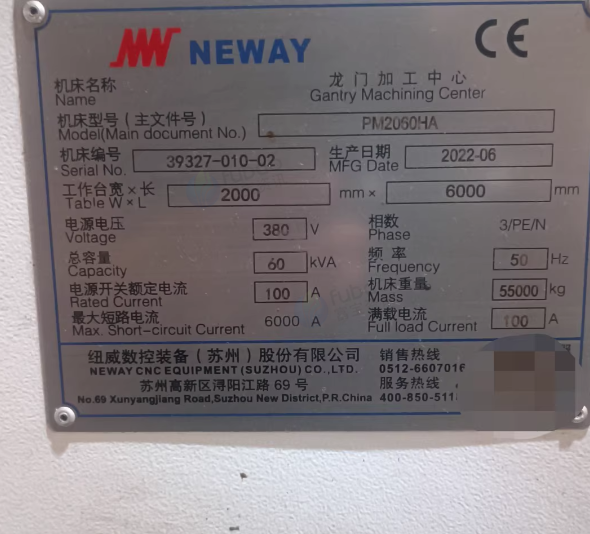 NEWAY CE
机床名称 龙门加工中心
Name Gantry Machining Center
机床型号(主文件号)
Model(Main document No.) PM2060HA
机床编号 39327-010-02 生产日期 2022-06
Serial No. MFG Date
工作台宽×长 2000 mm× 6000 mm
Table W×L
电源电压 380 V 相数 3/PE/N
Voltage Phase
总容量 60 kVA 频率 50 Hz
Capacity Frequency
电源开关额定电流 100 A 机床重量 55000 kg
Rated Current Mass
最大短路电流 6000 A 满载电流 100 A
Max. Short-circuit Current Full load Current
纽威数控装备(苏州)股份有限公司 销售热线
NEWAY CNC EQUIPMENT(SUZHOU)CO.,LTD. 0512-6607016
苏州高新区浔阳江路69号 服务热线
No.69 Xunyangjiang Road,Suzhou New District,P.R.China 400-850-511